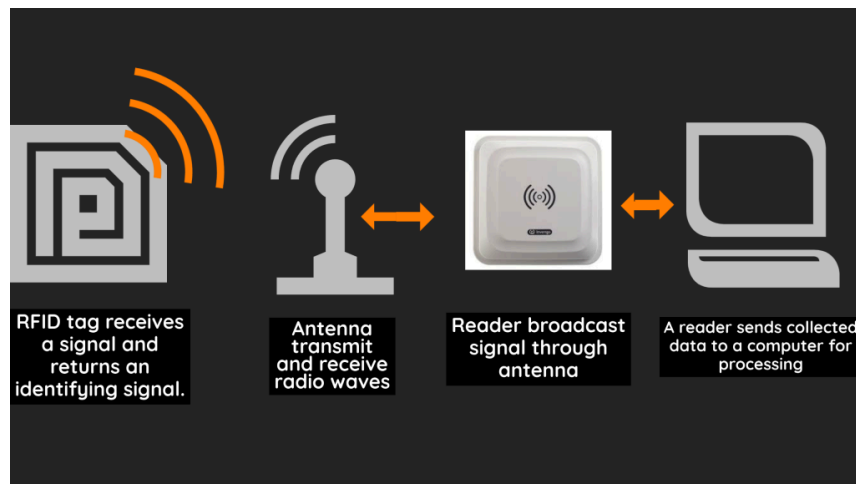 RFID tag receives
a signal and
returns an
identifying signal.
Antenna
transmit
and receive
radio waves
Reader broadcast
signal through
antenna
A reader sends collected
data to a computer for
processing